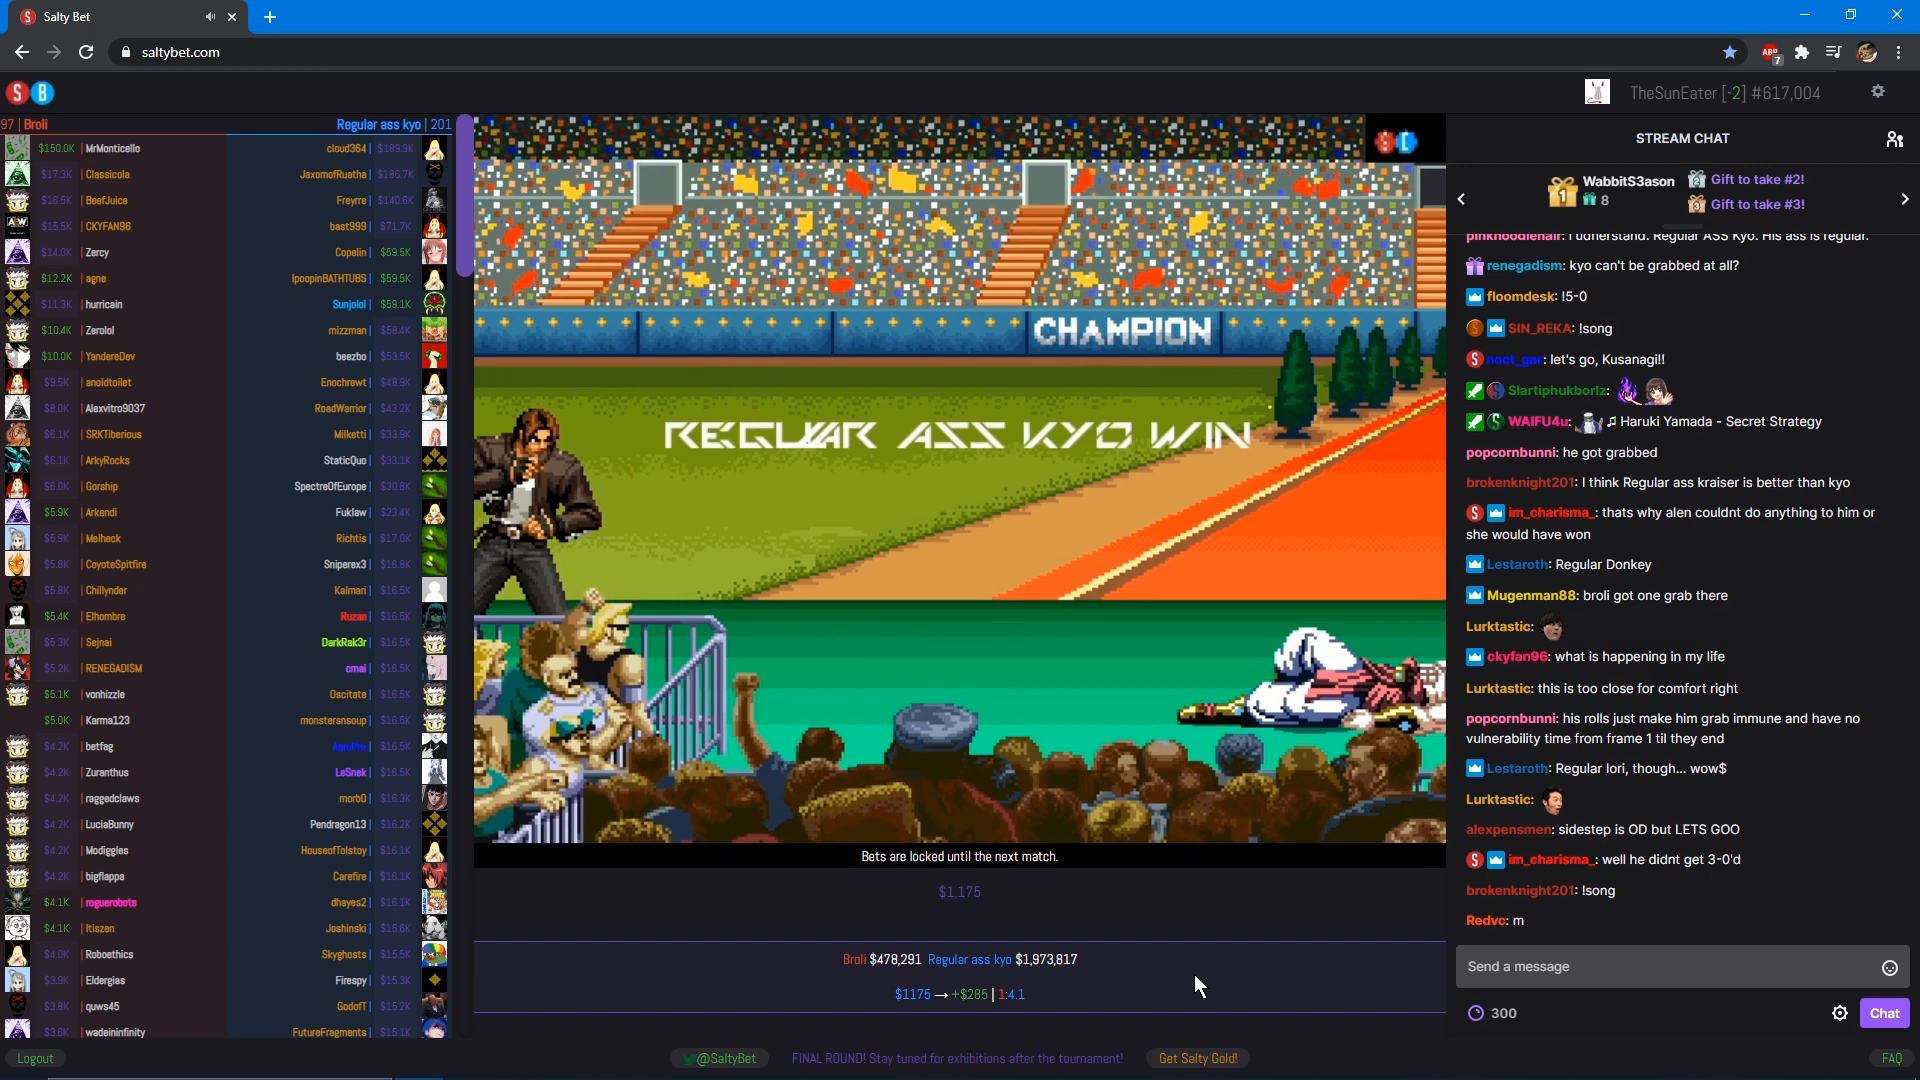 Salty Bet
saltybet.com
ABP
7
S B
TheSunEater [-2] #617,004
97 | Broli
Regular ass kyo | 201
$150.0K | MrMonticello
cloud364 | $189.9K
$17.3K | Classicola
JaxomofRuatha | $186.7K
$16.5K | BeefJuice
Freyrre | $140.6K
$15.5K | CKYFAN96
bast999 | $71.7K
$14.0K | Zercy
Copelin | $59.5K
$12.2K | agne
IpoopinBATHTUBS | $59.5K
$11.3K | hurricain
Sunjolol | $59.1K
$10.4K | Zerolol
mizzman | $58.4K
$10.0K | YandereDev
beezbo | $53.5K
$9.5K | anoldtoilet
Enochrewt | $48.9K
$8.0K | Alexvitro9037
RoadWarrior | $43.2K
$6.1K | SRKTiberious
Milketti | $33.9K
$6.1K | ArkyRocks
StaticQuo | $33.1K
$6.0K | Gorship
SpectreOfEurope | $30.8K
$5.9K | Arkendi
Fuklaw | $23.4K
$5.9K | Melheck
Richtis | $17.0K
$5.8K | CoyoteSpitfire
Sniperex3 | $16.8K
$5.8K | Chillynder
Kalmari | $16.5K
$5.4K | Elhombre
Ruzan | $16.5K
$5.3K | Sejnai
DarkRak3r | $16.5K
$5.2K | RENEGADISM
cmai | $16.5K
$5.1K | vonhizzle
Oscitate | $16.5K
$5.0K | Karma123
monstersnsoup | $16.5K
$4.2K | betfag
$16.5K
$4.2K | Zuranthus
LeSnek | $16.5K
$4.2K | raggedclaws
morb0 | $16.3K
$4.2K | LuciaBunny
Pendragon13 | $16.2K
$4.2K | Modiggles
HouseofTolstoy | $16.1K
$4.2K | bigflappa
Carefire | $16.1K
$4.1K | roguerobots
dhayes2 | $16.1K
$4.1K | Itiszen
Joshinski | $15.6K
$4.0K | Roboethics
Skyghosts | $15.5K
$3.9K | Eldergias
Firespy | $15.3K
$3.8K | quws45
GodofT | $15.2K
$3.6K | wadeininfinity
FutureFragments | $15.1K
CHAMPION
REGULAR ASS KYO WIN
Bets are locked until the next match.
$1,175
Broli $478,291 Regular ass kyo $1,973,817
$1175 → +$285 | 1:4.1
STREAM CHAT
1 WabbitS3ason
8
2 Gift to take #2!
3 Gift to take #3!
pinknoodlehair: I udnerstand. Regular ASS Kyo. His ass is regular.
renegadism: kyo can't be grabbed at all?
floomdesk: !5-0
SIN_REKA: !song
noct_gar: let's go, Kusanagi!!
Slartiphukborlz:
WAIFU4u: ♫ Haruki Yamada - Secret Strategy
popcornbunni: he got grabbed
brokenknight201: I think Regular ass kraiser is better than kyo
im_charisma_: thats why alen couldnt do anything to him or
she would have won
Lestaroth: Regular Donkey
Mugenman88: broli got one grab there
Lurktastic:
ckyfan96: what is happening in my life
Lurktastic: this is too close for comfort right
popcornbunni: his rolls just make him grab immune and have no
vulnerability time from frame 1 til they end
Lestaroth: Regular Iori, though... wow$
Lurktastic:
alexpensmen: sidestep is OD but LETS GOO
im_charisma_: well he didnt get 3-0'd
brokenknight201: !song
Redvc: m
Send a message
300
Chat
Logout
@SaltyBet
FINAL ROUND! Stay tuned for exhibitions after the tournament!
Get Salty Gold!
FAQ